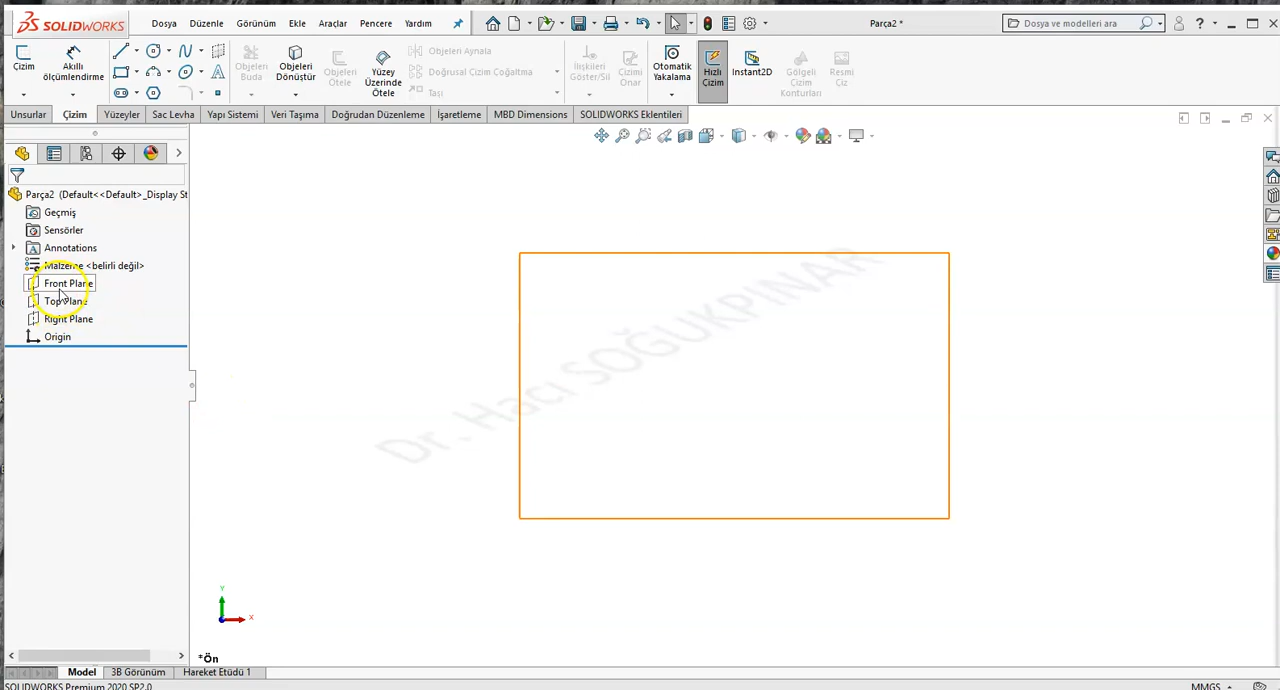 SOLIDWORKS Dosya Düzenle Görünüm Ekle Araçlar Pencere Yardım Parça2 * Dosya ve modelleri ara
Çizim Akıllı ölçümlendirme Objeleri Buda Objeleri Dönüştür Objeleri Ötele Yüzey Üzerinde Ötele Objeleri Aynala Doğrusal Çizim Çoğaltma Taşı İlişkileri Göster/Sil Çizimi Onar Otomatik Yakalama Hızlı Çizim Instant2D Gölgeli Çizim Konturları Resmi Çiz
Unsurlar Çizim Yüzeyler Yapı Sistemi Sac Levha Veri Taşıma Doğrudan Düzenleme İşaretleme MBD Dimensions SOLIDWORKS Eklentileri
Parça2 (Default<<Default>_Display St
Geçmiş
Sensörler
Annotations
Malzeme <belirli değil>
Front Plane
Top Plane
Right Plane
Origin
Dr. Hacı SOĞUKPINAR
Y
X
*Ön
Model 3B Görünüm Hareket Etüdü 1
SOLIDWORKS Premium 2020 SP2.0 MMGS